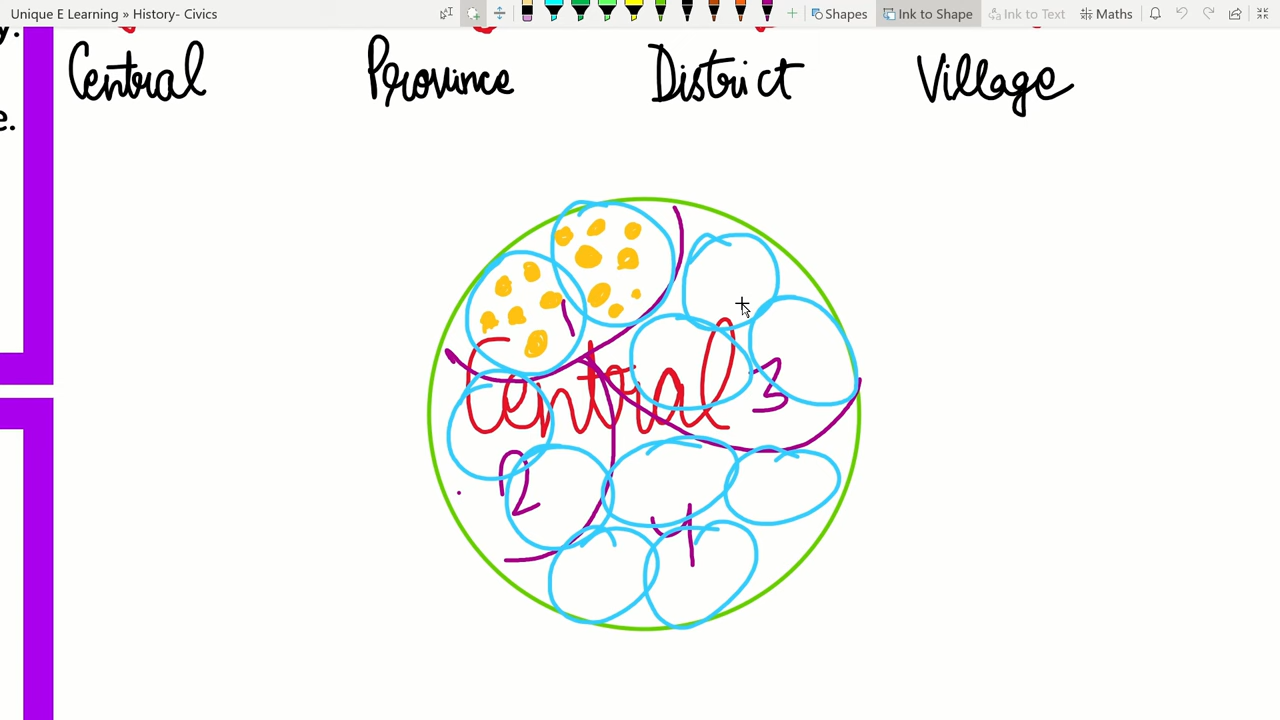 Unique E Learning » History- Civics
Shapes
Ink to Shape
Ink to Text
Maths
y.
Central
Province
District
Village
e.
1
Central
3
2
4